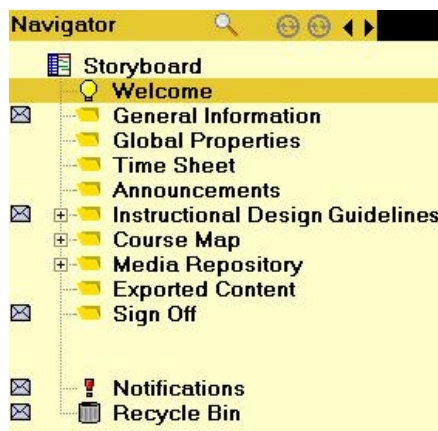 Navigator
Storyboard
Welcome
General Information
Global Properties
Time Sheet
Announcements
Instructional Design Guidelines
Course Map
Media Repository
Exported Content
Sign Off
Notifications
Recycle Bin